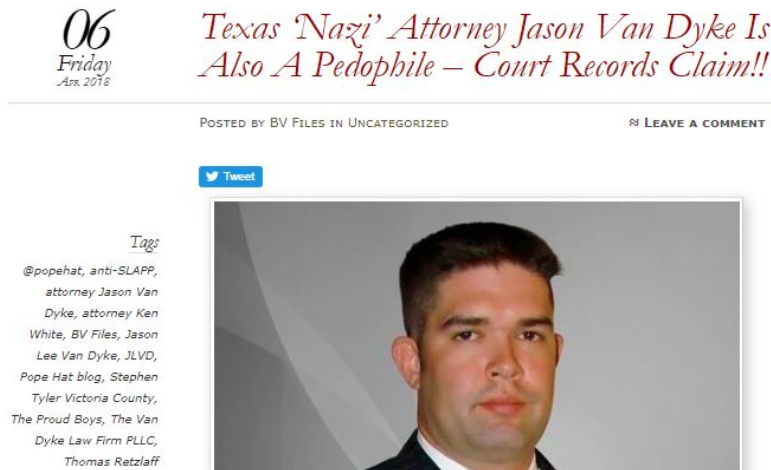 06
Friday
Apr 2018
Texas ‘Nazi’ Attorney Jason Van Dyke Is
Also A Pedophile – Court Records Claim!!
Posted by BV Files in Uncategorized
≈ Leave a comment
Tweet
Tags
@popehat, anti-SLAPP,
attorney Jason Van
Dyke, attorney Ken
White, BV Files, Jason
Lee Van Dyke, JLVD,
Pope Hat blog, Stephen
Tyler Victoria County,
The Proud Boys, The Van
Dyke Law Firm PLLC,
Thomas Retzlaff